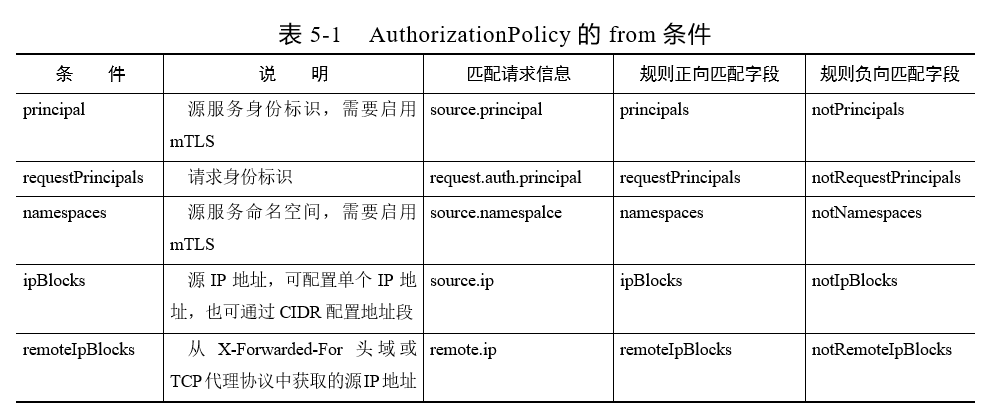 表 5-1 AuthorizationPolicy 的 from 条件
条 件 说 明 匹配请求信息 规则正向匹配字段 规则负向匹配字段
principal 源服务身份标识，需要启用 source.principal principals notPrincipals
mTLS
requestPrincipals 请求身份标识 request.auth.principal requestPrincipals notRequestPrincipals
namespaces 源服务命名空间，需要启用 source.namespalce namespaces notNamespaces
mTLS
ipBlocks 源 IP 地址，可配置单个 IP 地 source.ip ipBlocks notIpBlocks
址，也可通过 CIDR 配置地址段
remoteIpBlocks 从 X-Forwarded-For 头域或 remote.ip remoteIpBlocks notRemoteIpBlocks
TCP 代理协议中获取的源 IP 地址